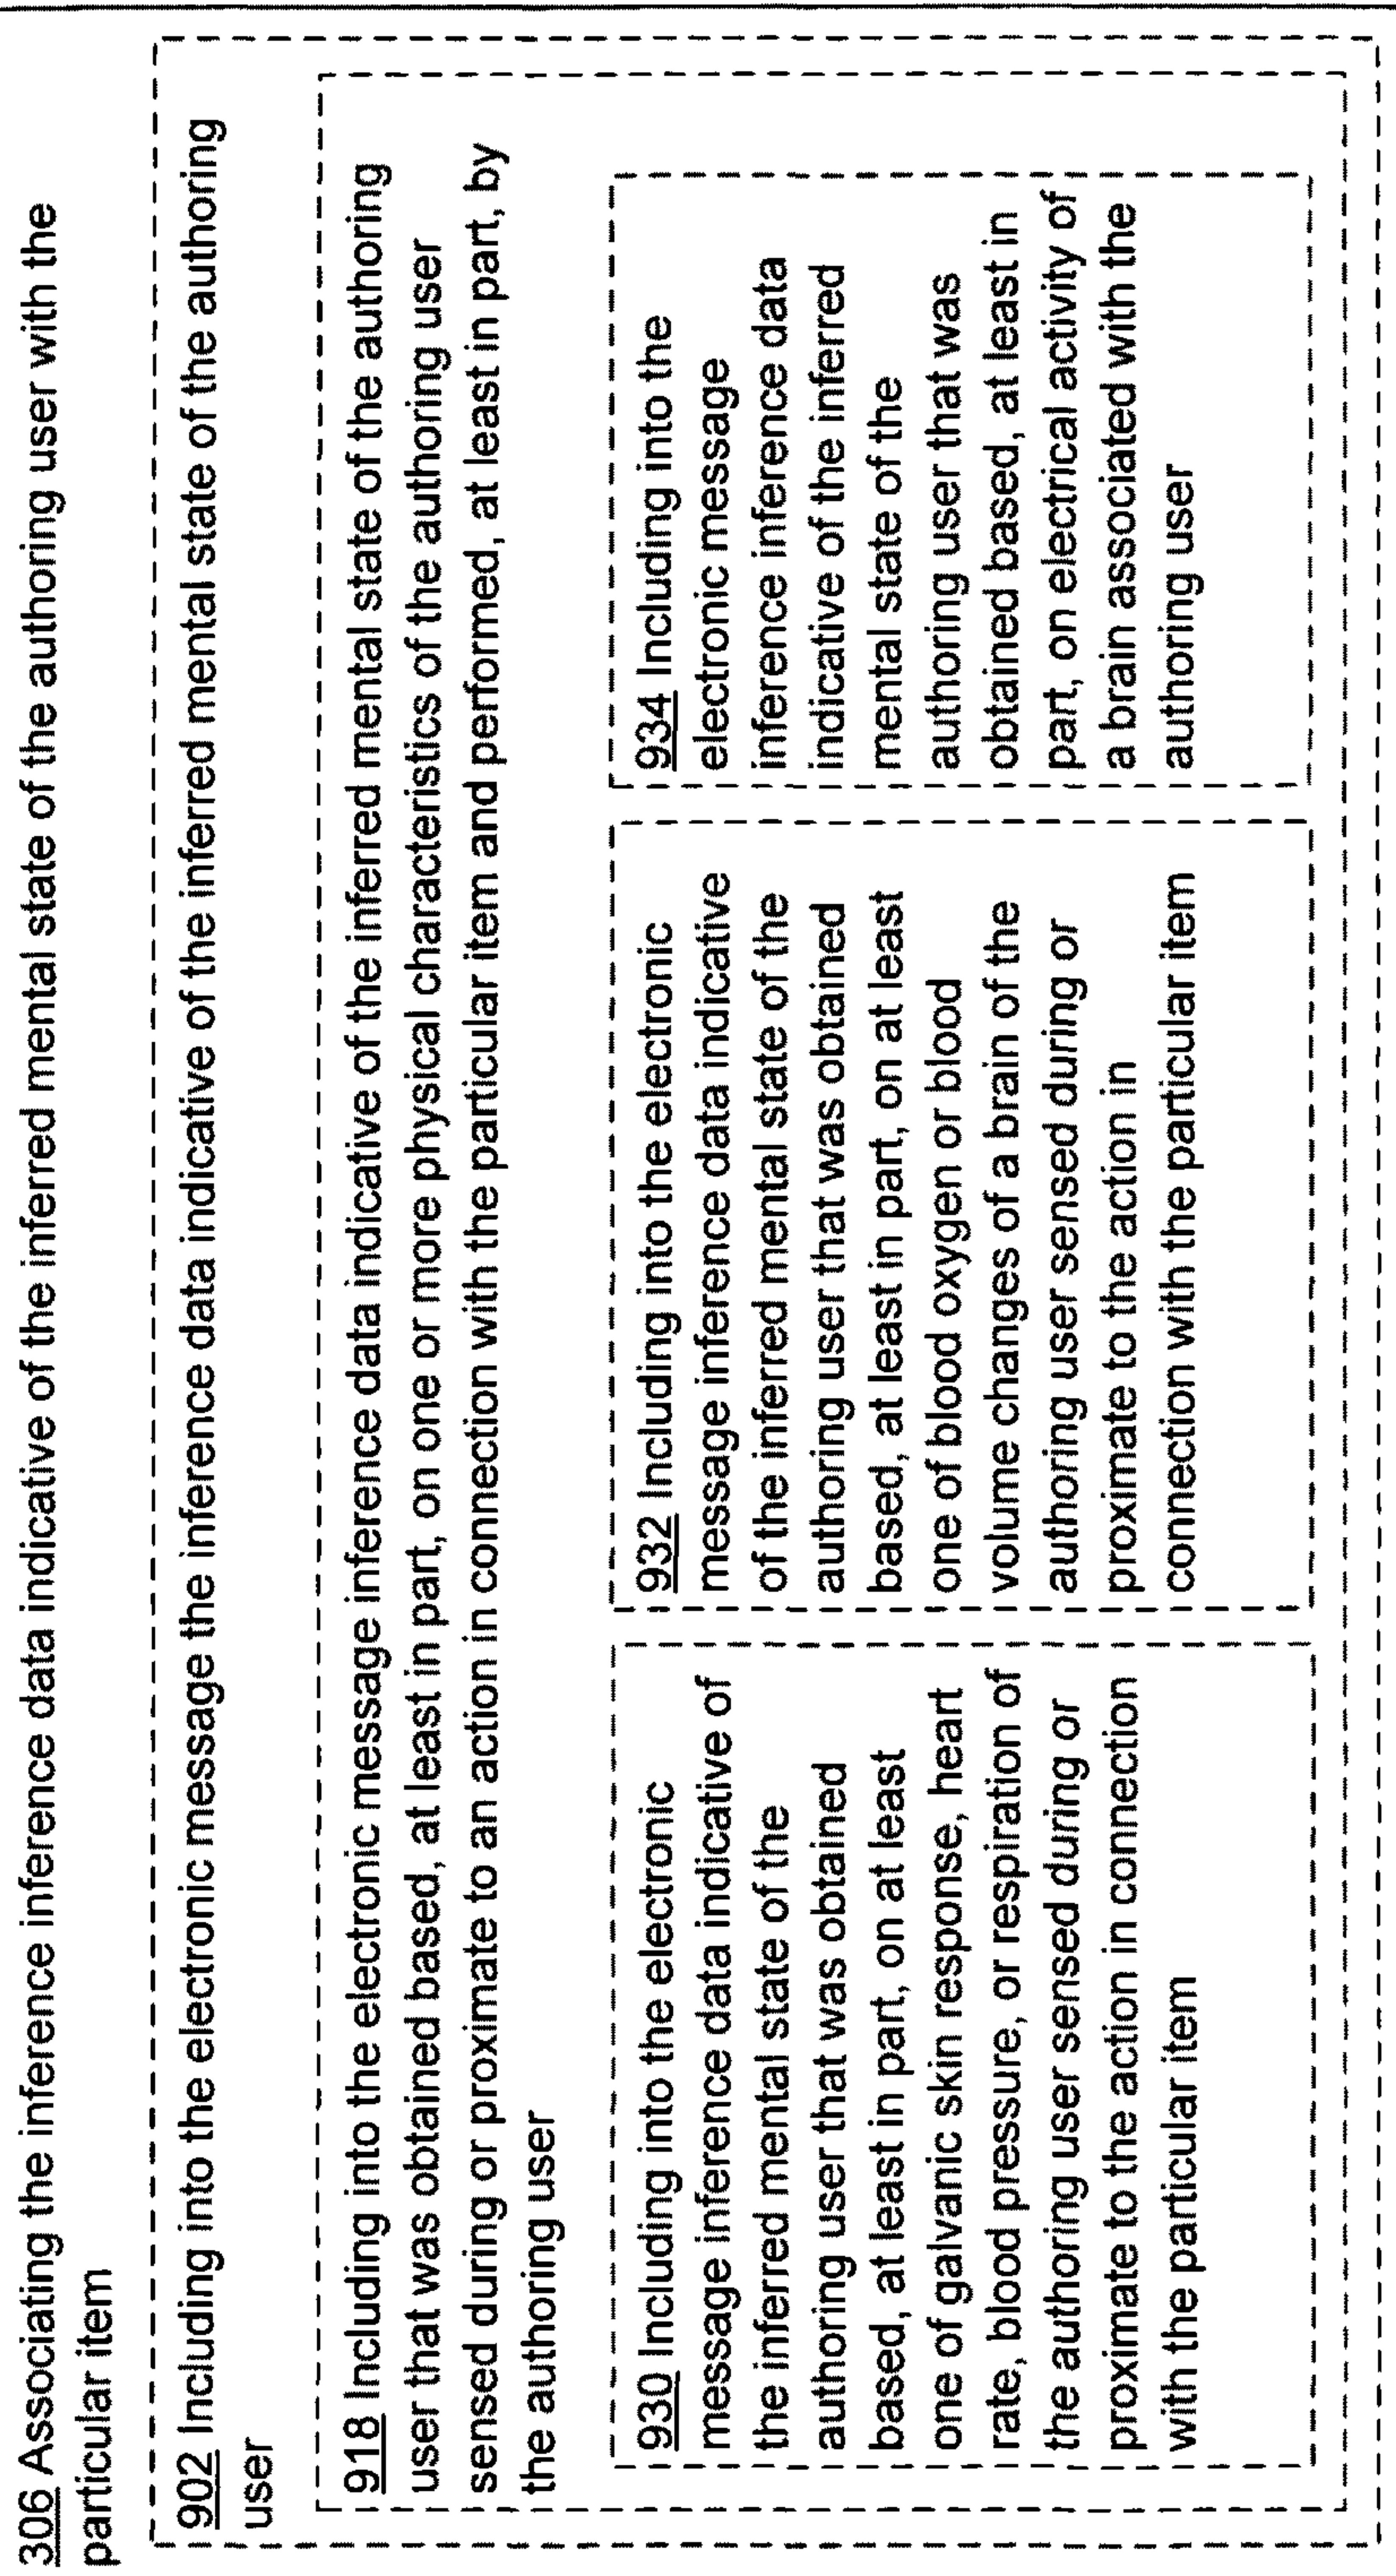 306 Associating the inference inference data indicative of the inferred mental state of the authoring user with the
particular item
902 Including into the electronic message the inference data indicative of the inferred mental state of the authoring
user
918 Including into the electronic message inference data indicative of the inferred mental state of the authoring
user that was obtained based, at least in part, on one or more physical characteristics of the authoring user
sensed during or proximate to an action in connection with the particular item and performed, at least in part, by
the authoring user
930 Including into the electronic
message inference data indicative of
the inferred mental state of the
authoring user that was obtained
based, at least in part, on at least
one of galvanic skin response, heart
rate, blood pressure, or respiration of
the authoring user sensed during or
proximate to the action in connection
with the particular item
932 Including into the electronic
message inference data indicative
of the inferred mental state of the
authoring user that was obtained
based, at least in part, on at least
one of blood oxygen or blood
volume changes of a brain of the
authoring user sensed during or
proximate to the action in
connection with the particular item
934 Including into the
electronic message
inference inference data
indicative of the inferred
mental state of the
authoring user that was
obtained based, at least in
part, on electrical activity of
a brain associated with the
authoring user